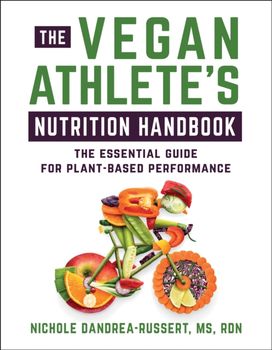 THE VEGAN
ATHLETE'S
NUTRITION HANDBOOK
THE ESSENTIAL GUIDE
FOR PLANT-BASED PERFORMANCE
NICHOLE DANDREA-RUSSERT, MS, RDN